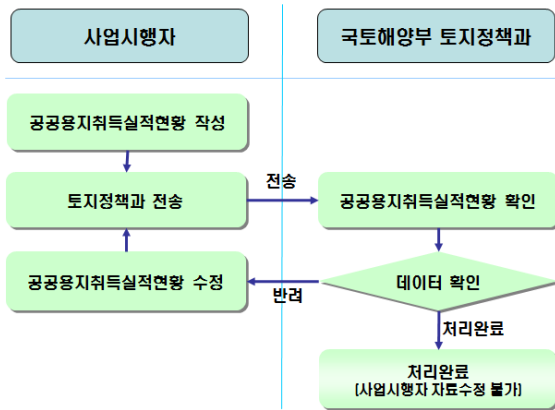 사업시행자
국토해양부 토지정책과
공공용지취득실적현황 작성
토지정책과 전송
전송
공공용지취득실적현황 확인
공공용지취득실적현황 수정
반려
데이터 확인
처리완료
처리완료
(사업시행자 자료수정 불가)